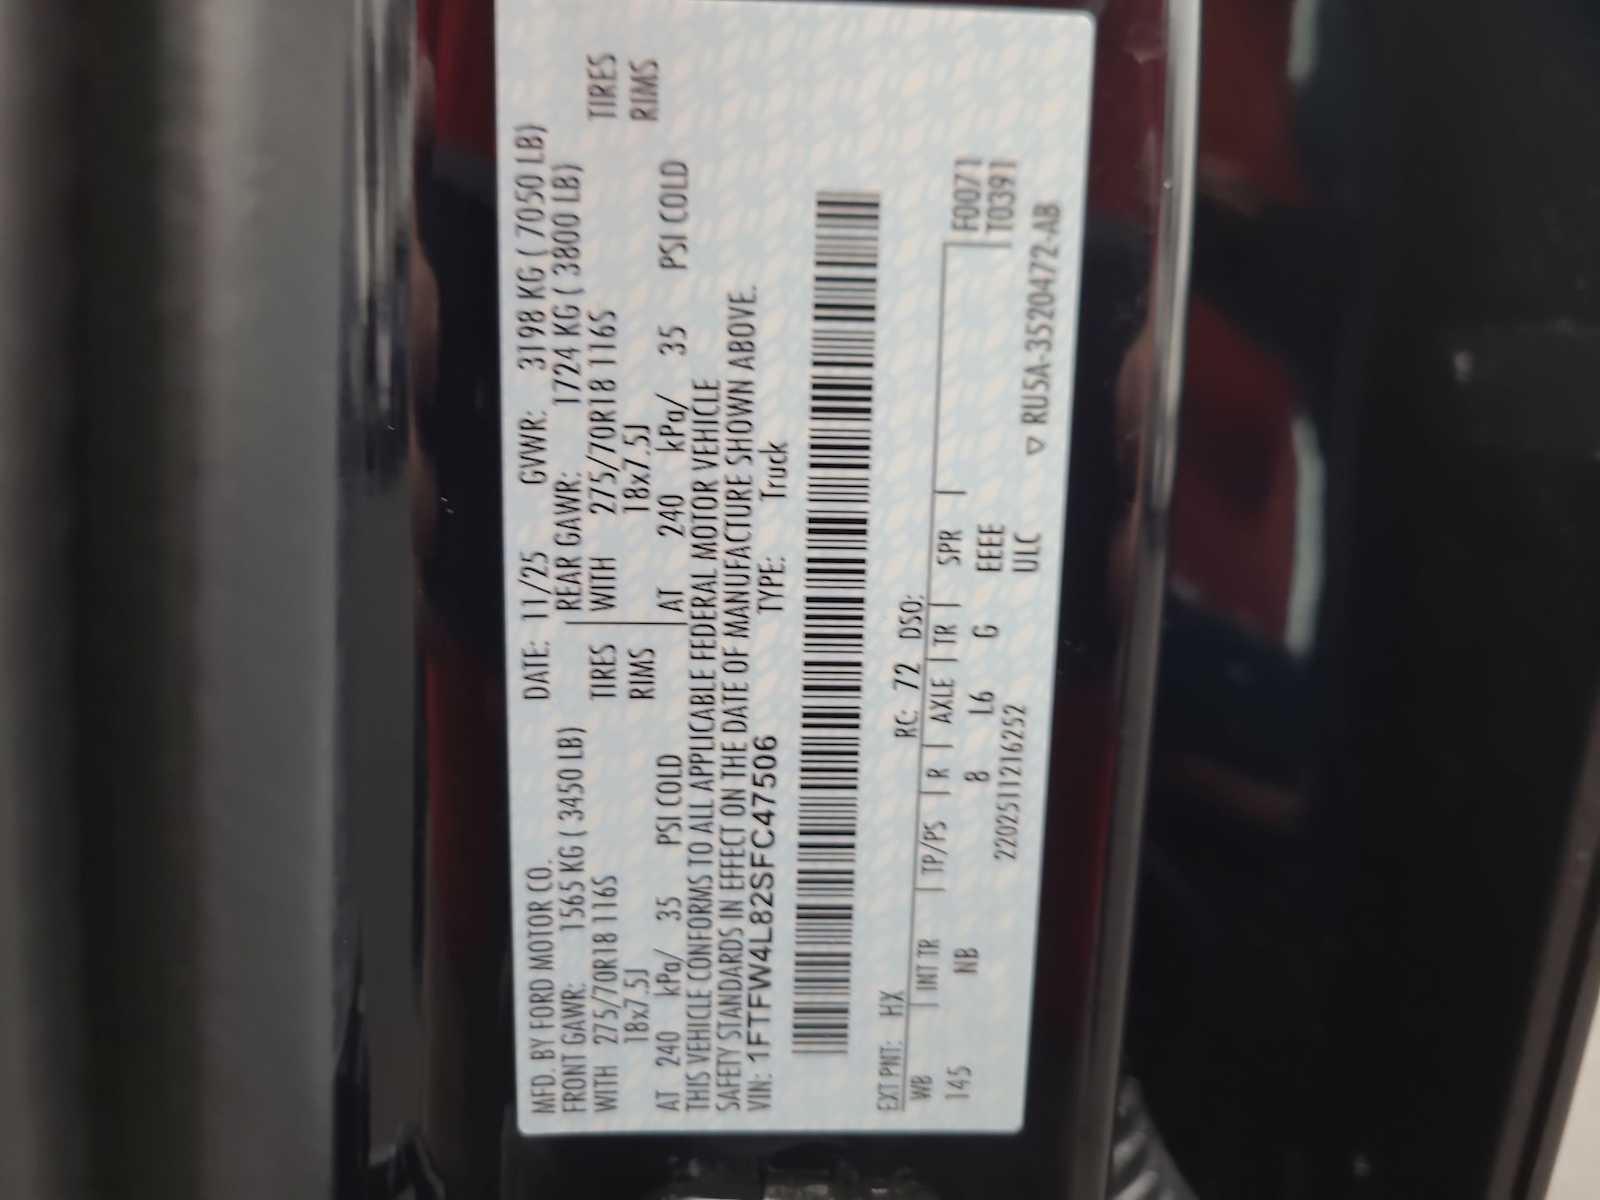 MFD. BY FORD MOTOR CO. DATE: 11/25 GVWR: 3198 KG ( 7050 LB)
FRONT GAWR: 1565 KG ( 3450 LB) REAR GAWR: 1724 KG ( 3800 LB)
WITH 275/70R18 116S TIRES WITH 275/70R18 116S TIRES
18x7.5J RIMS 18x7.5J RIMS
AT 240 kPa/ 35 PSI COLD AT 240 kPa/ 35 PSI COLD
THIS VEHICLE CONFORMS TO ALL APPLICABLE FEDERAL MOTOR VEHICLE
SAFETY STANDARDS IN EFFECT ON THE DATE OF MANUFACTURE SHOWN ABOVE.
VIN: 1FTFW4L82SFC47506 TYPE: Truck
EXT PNT: HX RC: 72 DSO:
WB INT TR TP/PS R AXLE TR SPR F0071
145 NB 8 L6 G EEEE T0391
2202511216252 ULC ▽ RU5A-3520472-AB